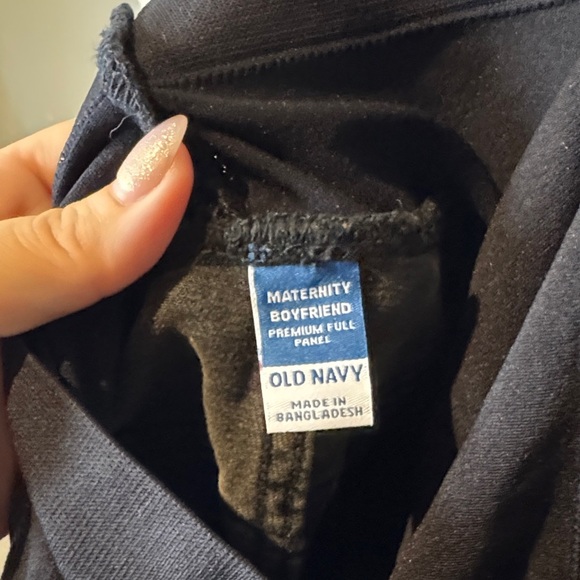 MATERNITY
BOYFRIEND
PREMIUM FULL
PANEL
OLD NAVY
MADE IN
BANGLADESH